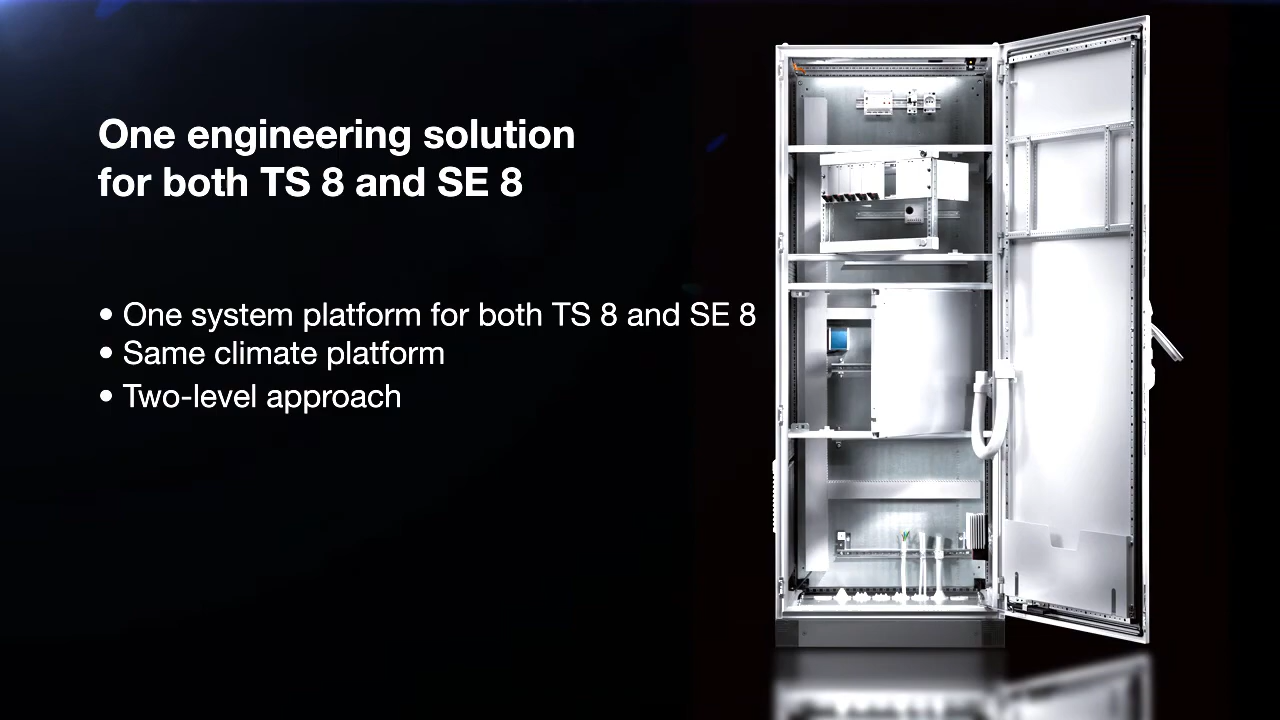 One engineering solution
for both TS 8 and SE 8
• One system platform for both TS 8 and SE 8
• Same climate platform
• Two-level approach